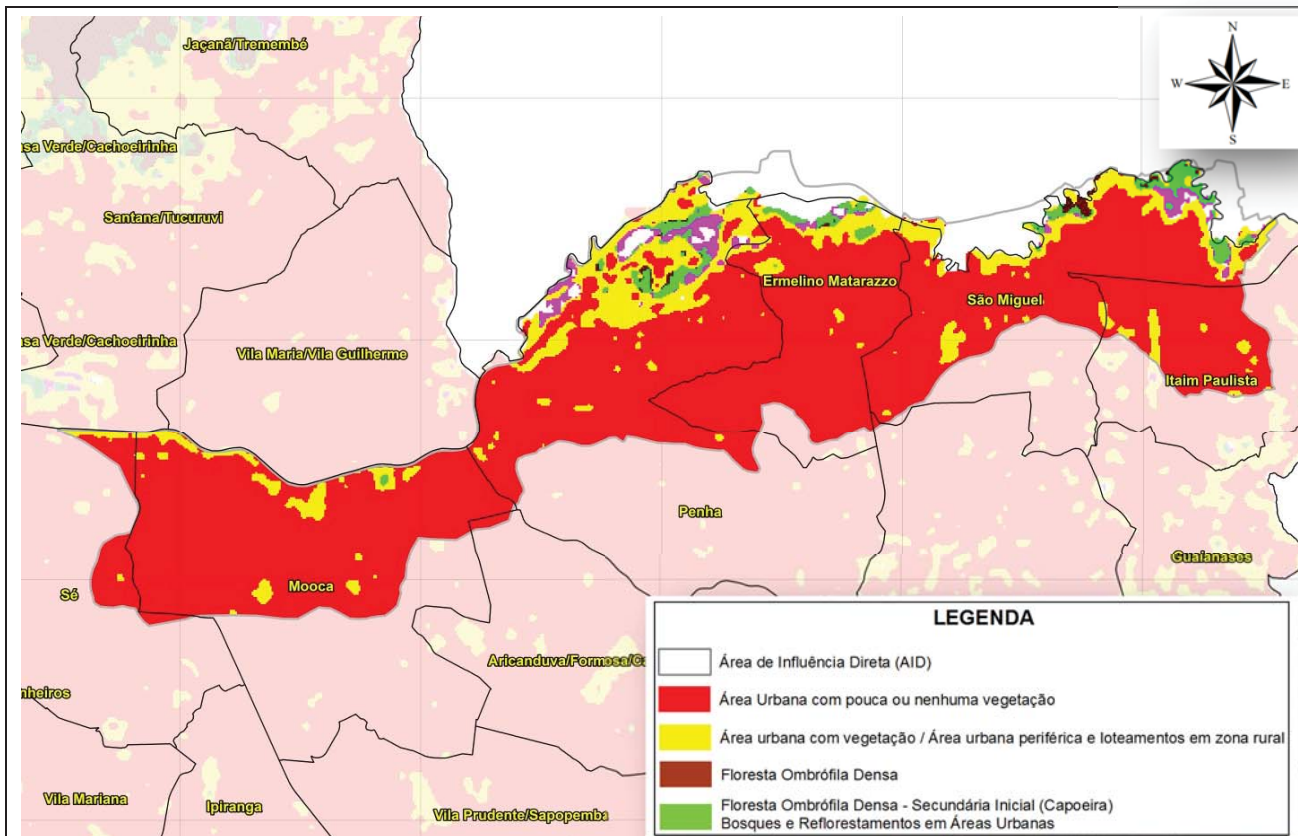 Jaçanã/Tremembé
N
W
E
S
sa Verde/Cachoeirinha
Santana/Tucuruvi
Ermelino Matarazzo
São Miguel
sa Verde/Cachoeirinha
Vila Maria/Vila Guilherme
Itaim Paulista
Penha
Guaianases
Mooca
Sé
Aricanduva/Formosa/Ca
nheiros
Vila Mariana
Ipiranga
Vila Prudente/Sapopemba
LEGENDA
Área de Influência Direta (AID)
Área Urbana com pouca ou nenhuma vegetação
Área urbana com vegetação / Área urbana periférica e loteamentos em zona rural
Floresta Ombrófila Densa
Floresta Ombrófila Densa - Secundária Inicial (Capoeira)
Bosques e Reflorestamentos em Áreas Urbanas